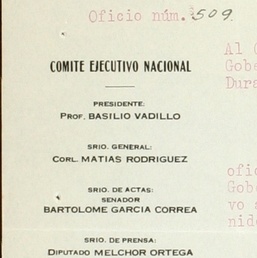 Oficio núm. 509
Al
COMITE EJECUTIVO NACIONAL
Gob
Dura
PRESIDENTE:
PROF. BASILIO VADILLO
SRIO. GENERAL:
CORL. MATIAS RODRIGUEZ
ofic
SRIO. DE ACTAS:
Gobe
SENADOR
vo a
BARTOLOME GARCIA CORREA
nido
SRIO. DE PRENSA:
DIPUTADO MELCHOR ORTEGA